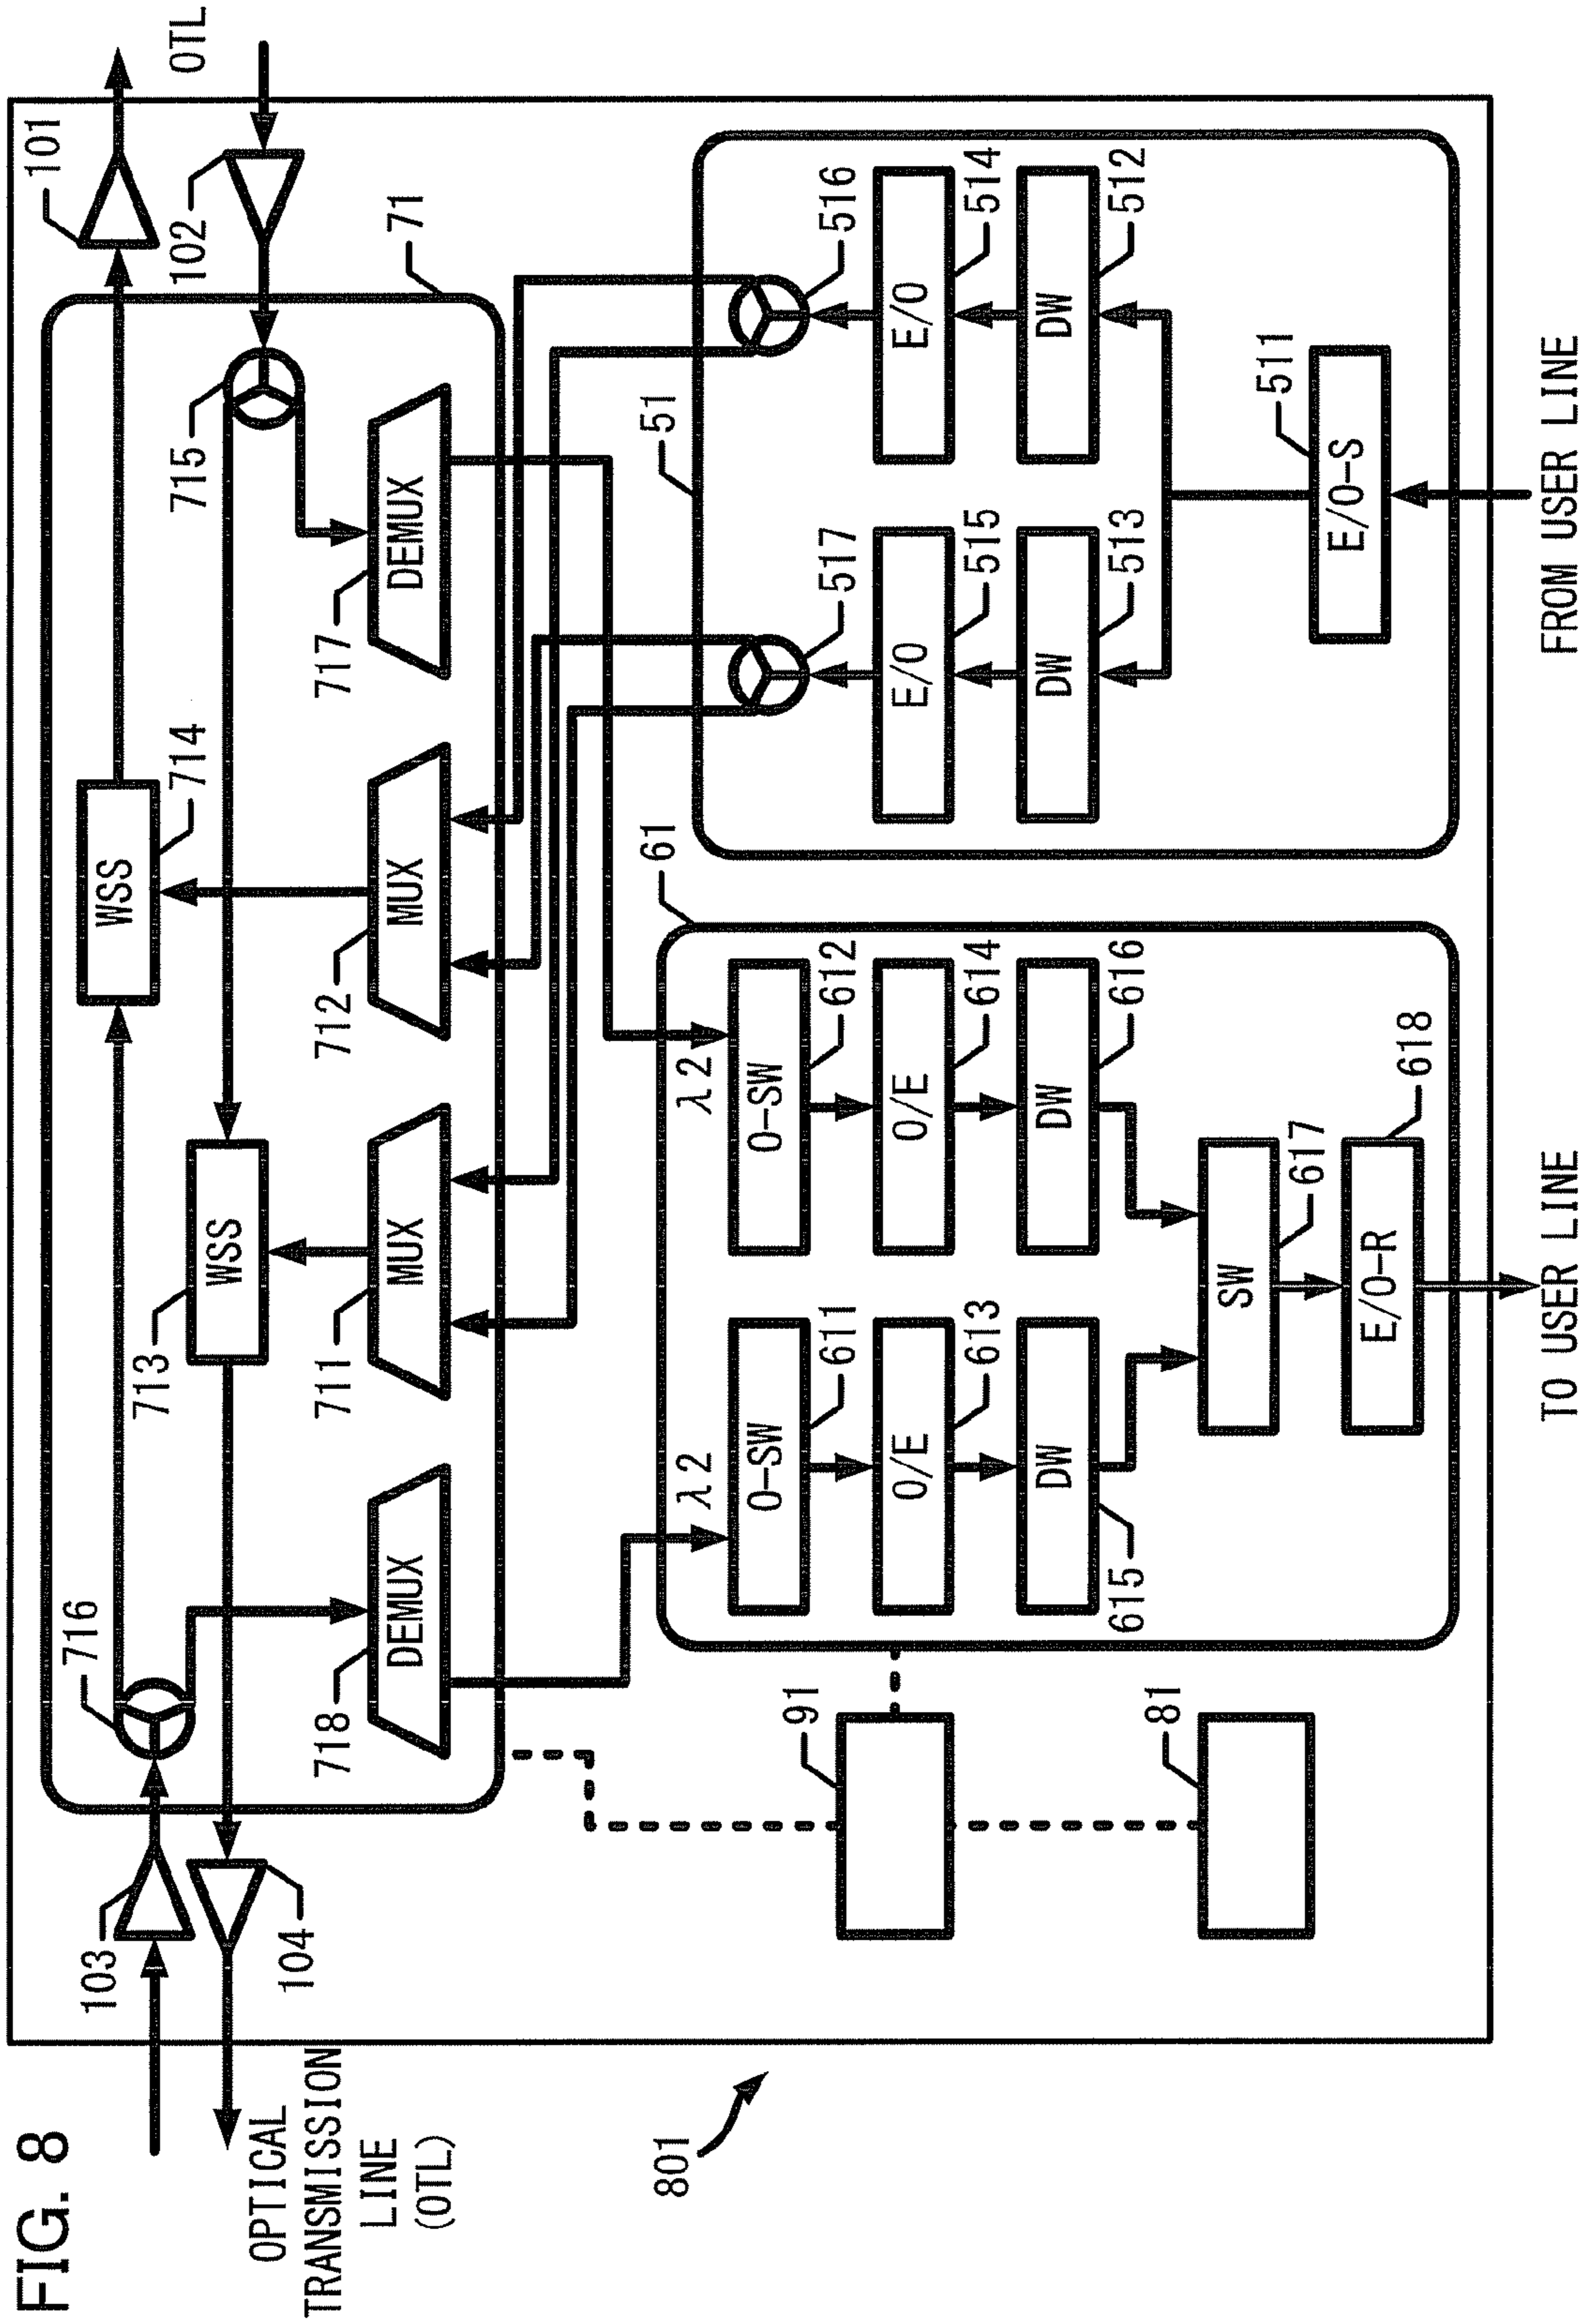 FIG. 8
OPTICAL
TRANSMISSION
LINE
(OTL)
801
103
104
716
WSS
714
101
OTL
102
713
WSS
715
71
718
DEMUX
711
MUX
712
MUX
717
DEMUX
91
81
61
λ2
λ2
O-SW
611
O-SW
612
O/E
613
O/E
614
615
DW
DW
616
SW
617
E/O-R
618
TO USER LINE
51
517
516
E/O
515
E/O
514
DW
513
DW
512
E/O-S
511
FROM USER LINE